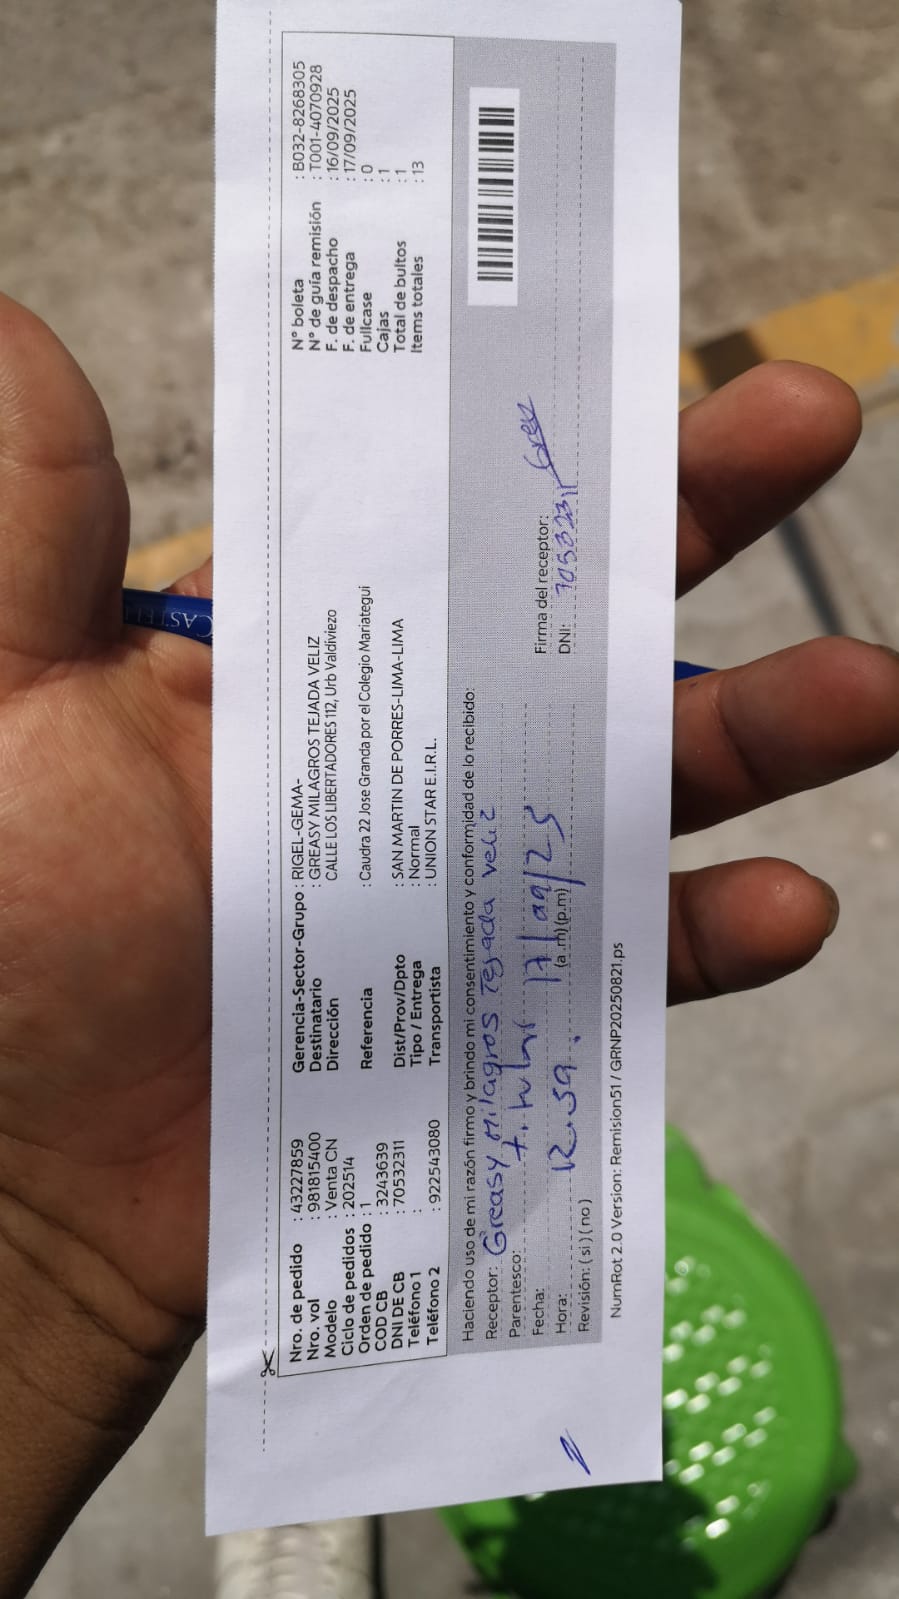 Nro. de pedido : 43227859
Nro. vol : 981815400
Modelo : Venta CN
Ciclo de pedidos : 202514
Orden de pedido : 1
COD CB : 3243639
DNI DE CB : 70532311
Teléfono 1 :
Teléfono 2 : 922543080
Gerencia-Sector-Grupo : RIGEL-GEMA-
Destinatario : GREASY MILAGROS TEJADA VELIZ
Dirección CALLE LOS LIBERTADORES 112, Urb Valdiviezo
Referencia : Caudra 22 Jose Granda por el Colegio Mariategui
Dist/Prov/Dpto : SAN MARTIN DE PORRES-LIMA-LIMA
Tipo / Entrega : Normal
Transportista : UNION STAR E.I.R.L.
N° boleta : B032-8268305
N° de guía remisión : T001-4070928
F. de despacho : 16/09/2025
F. de entrega : 17/09/2025
Fullcase : 0
Cajas : 1
Total de bultos : 1
Items totales : 13
Haciendo uso de mi razón firmo y brindo mi consentimiento y conformidad de lo recibido:
Receptor: Greasy Milagros Tejada Veliz
Parentesco: titular
Fecha: 17/09/25
Hora: (a .m) (p.m)
Revisión: ( si ) ( no )
Firma del receptor:
DNI: 70532311
NumRot 2.0 Version: Remision51 / GRNP20250821.ps
CASTEL